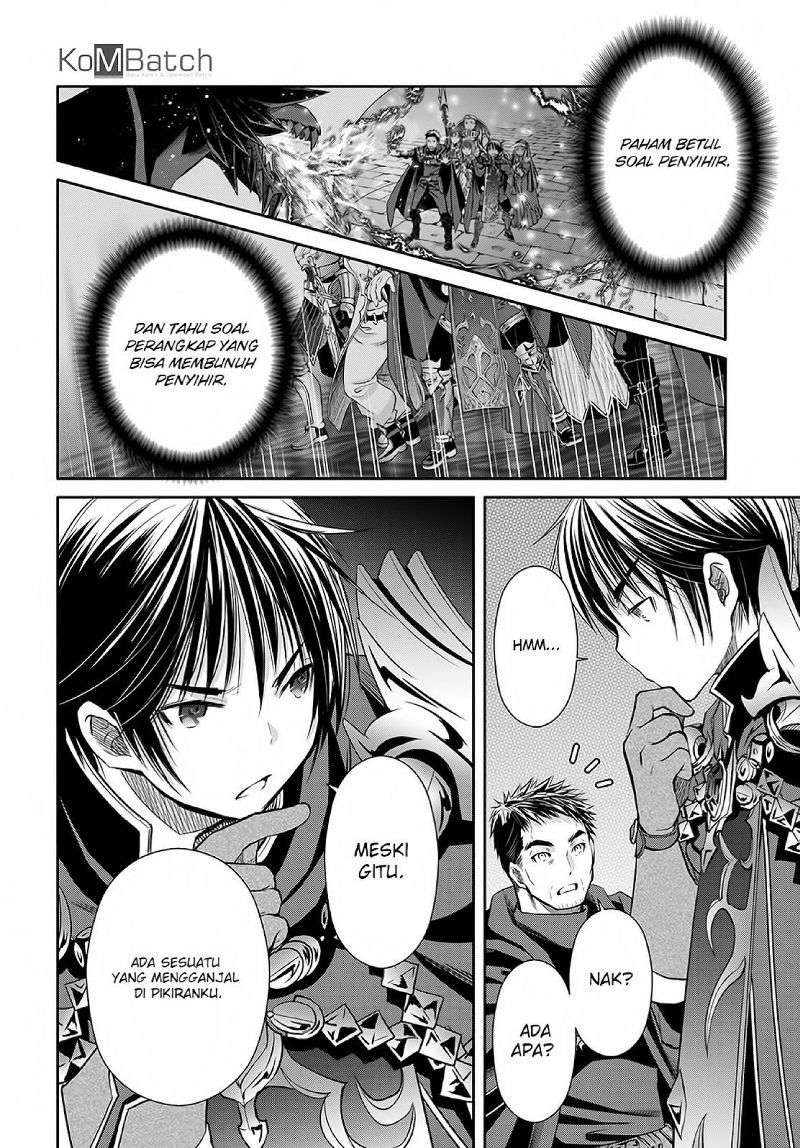 KoMBatch
PAHAM BETUL
SOAL PENYIHIR.
DAN TAHU SOAL
PERANGKAP YANG
BISA MEMBUNUH
PENYIHIR.
HMM...
NAK?
ADA
APA?
MESKI
GITU.
ADA SESUATU
YANG MENGGANJAL
DI PIKIRANKU.